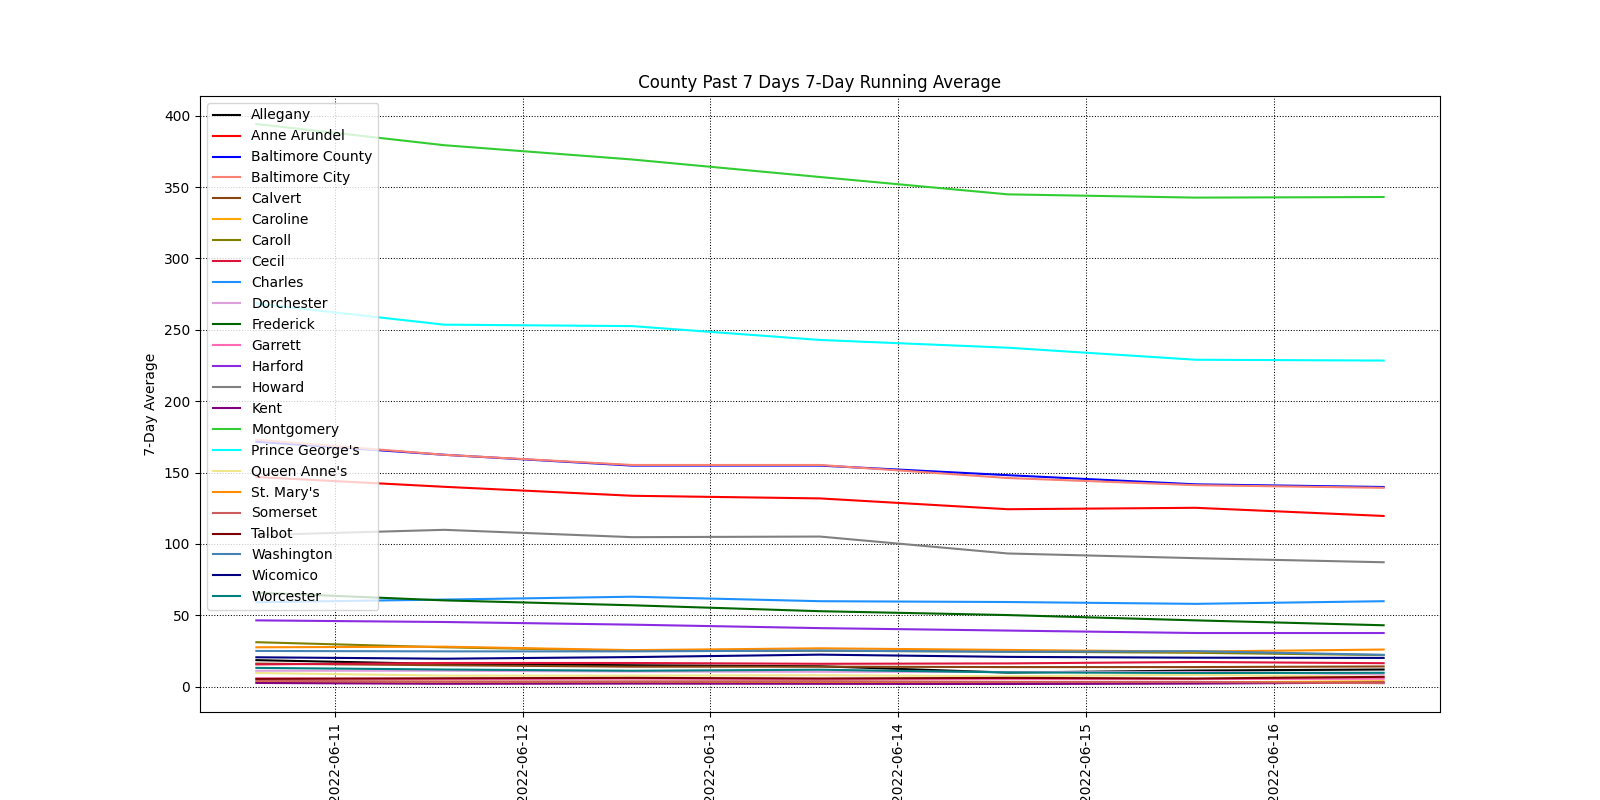 County Past 7 Days 7-Day Running Average
7-Day Average
400
350
300
250
200
150
100
50
0
Allegany
Anne Arundel
Baltimore County
Baltimore City
Calvert
Caroline
Caroll
Cecil
Charles
Dorchester
Frederick
Garrett
Harford
Howard
Kent
Montgomery
Prince George's
Queen Anne's
St. Mary's
Somerset
Talbot
Washington
Wicomico
Worcester
2022-06-11
2022-06-12
2022-06-13
2022-06-14
2022-06-15
2022-06-16